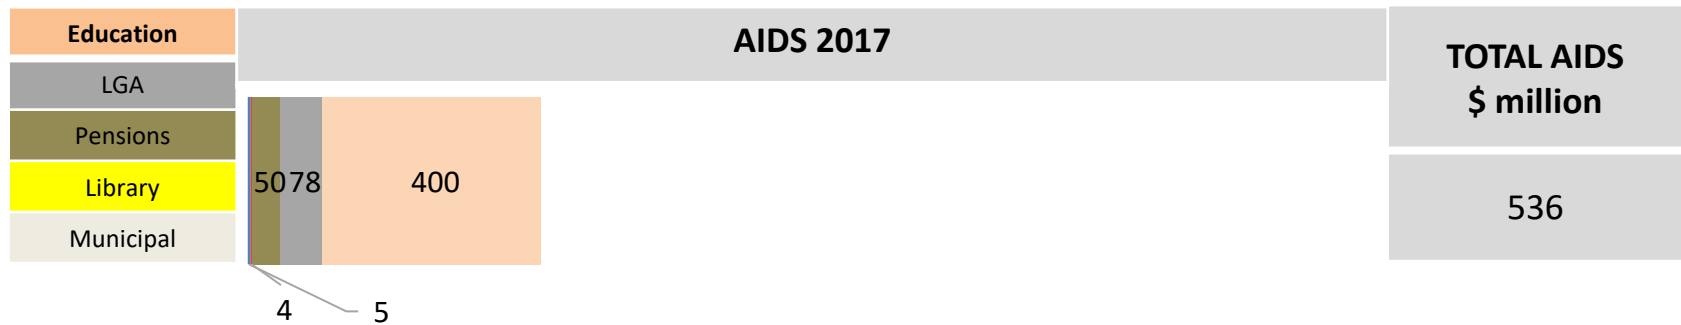 Education
AIDS 2017
TOTAL AIDS
$ million
LGA
Pensions
Library
Municipal
50 78 400
536
4 5